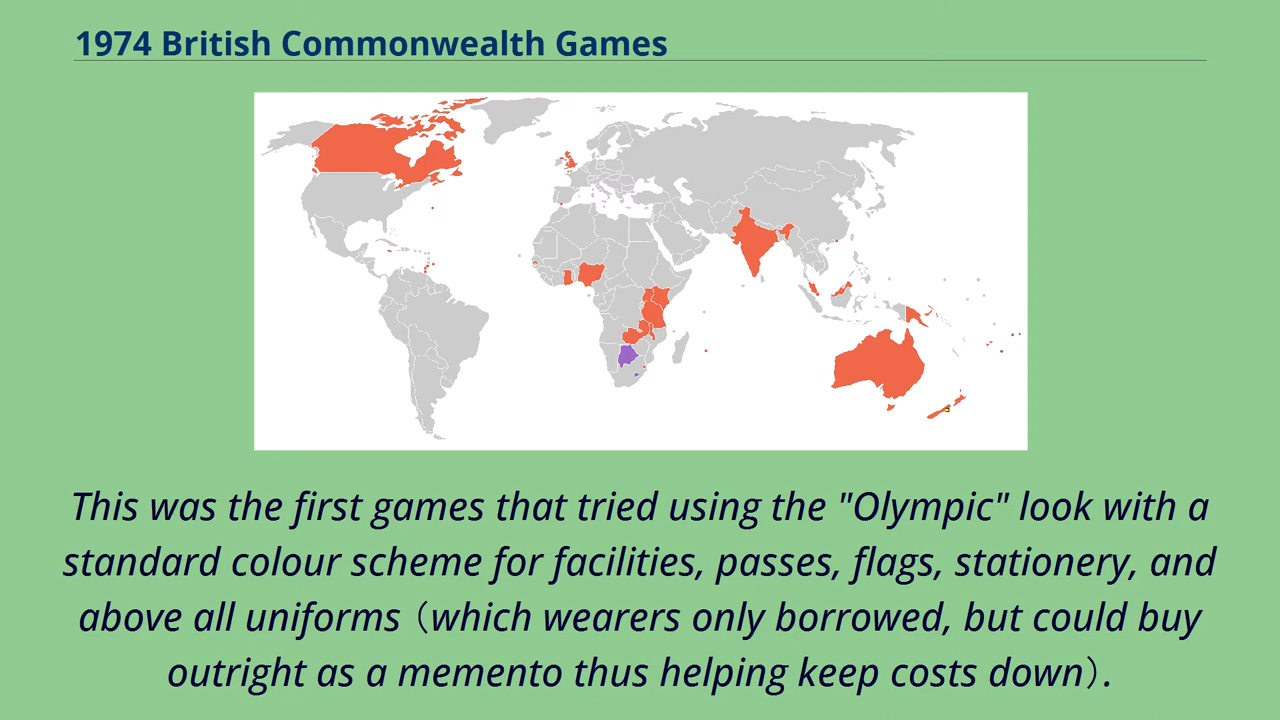 1974 British Commonwealth Games
This was the first games that tried using the "Olympic" look with a
standard colour scheme for facilities, passes, flags, stationery, and
above all uniforms（which wearers only borrowed, but could buy
outright as a memento thus helping keep costs down）.